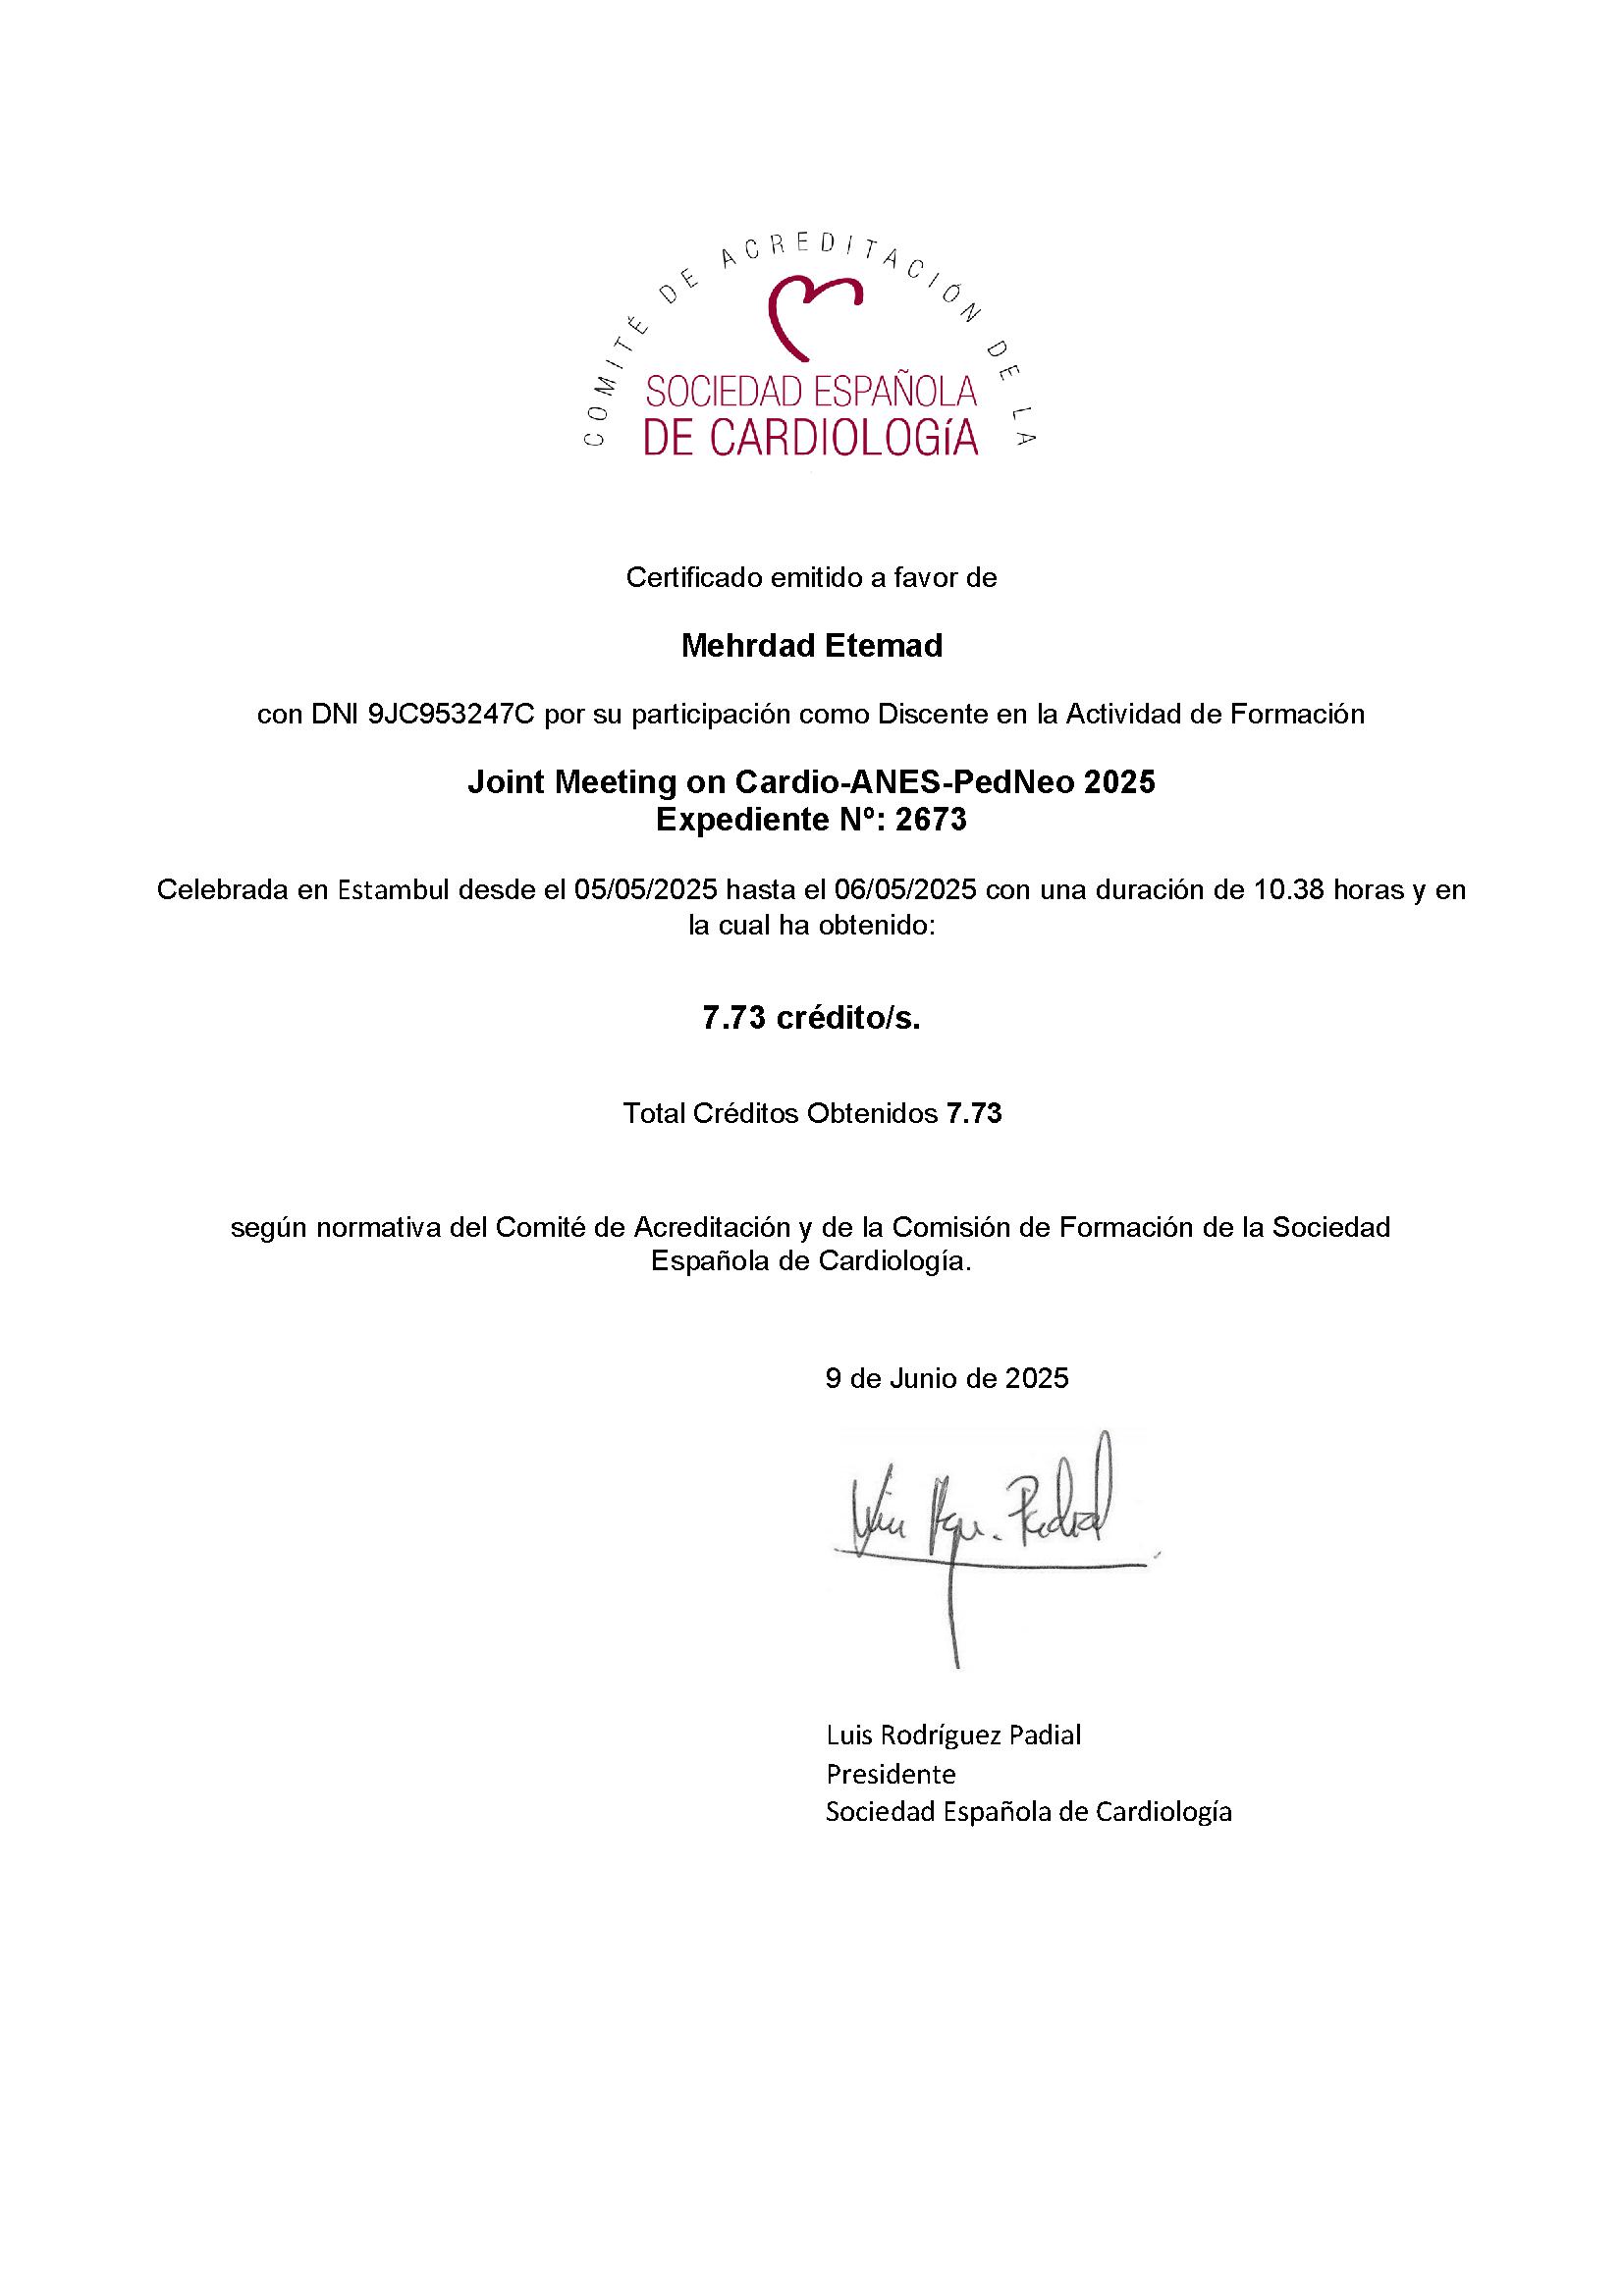 COMITÉ DE ACREDITACIÓN DE LA
SOCIEDAD ESPAÑOLA
DE CARDIOLOGÍA
Certificado emitido a favor de
Mehrdad Etemad
con DNI 9JC953247C por su participación como Discente en la Actividad de Formación
Joint Meeting on Cardio-ANES-PedNeo 2025
Expediente Nº: 2673
Celebrada en Estambul desde el 05/05/2025 hasta el 06/05/2025 con una duración de 10.38 horas y en
la cual ha obtenido:
7.73 crédito/s.
Total Créditos Obtenidos 7.73
según normativa del Comité de Acreditación y de la Comisión de Formación de la Sociedad
Española de Cardiología.
9 de Junio de 2025
Luis Rodríguez Padial
Presidente
Sociedad Española de Cardiología